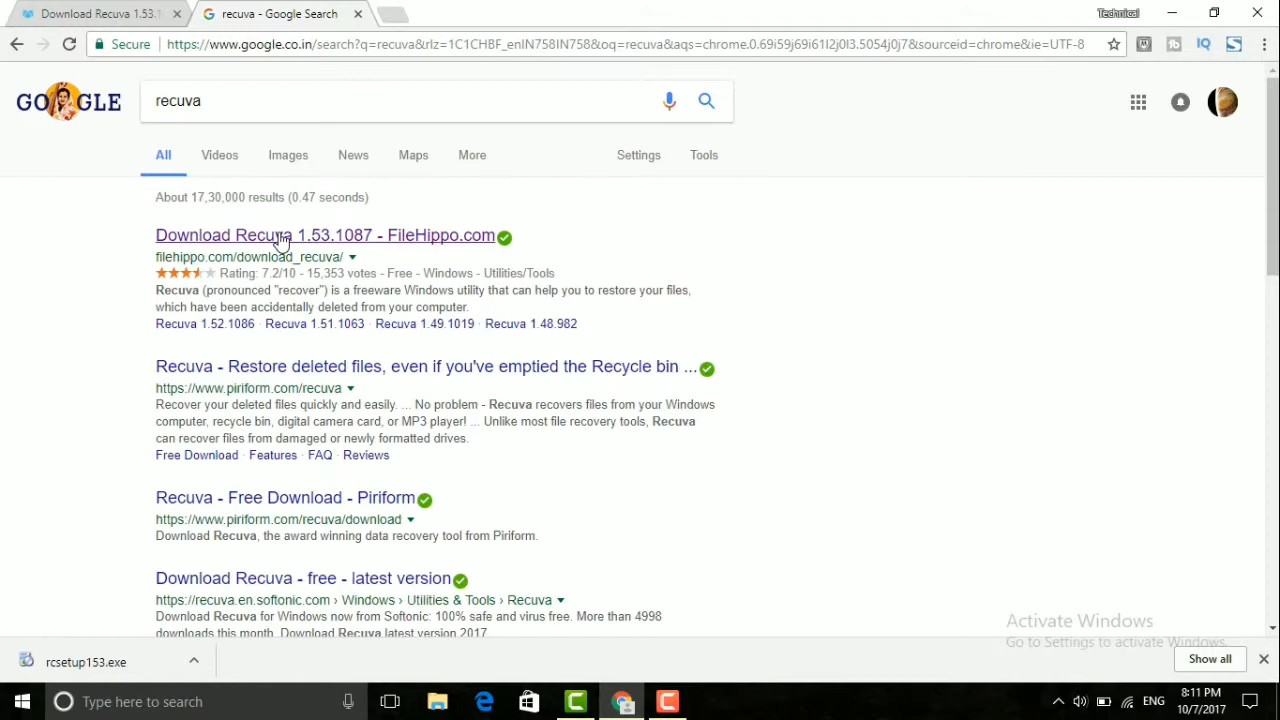 Download Recuva 1.53.1
recuva - Google Search
Technical
Secure
https://www.google.co.in/search?q=recuva&rlz=1C1CHBF_enIN758IN758&oq=recuva&aqs=chrome.0.69i59j69i61l2j0l3.5054j0j7&sourceid=chrome&ie=UTF-8
GOOGLE
recuva
All
Videos
Images
News
Maps
More
Settings
Tools
About 17,30,000 results (0.47 seconds)
Download Recuva 1.53.1087 - FileHippo.com
filehippo.com/download_recuva/
Rating: 7.2/10 - 15,353 votes - Free - Windows - Utilities/Tools
Recuva (pronounced "recover") is a freeware Windows utility that can help you to restore your files,
which have been accidentally deleted from your computer.
Recuva 1.52.1086 · Recuva 1.51.1063 · Recuva 1.49.1019 · Recuva 1.48.982
Recuva - Restore deleted files, even if you've emptied the Recycle bin ...
https://www.piriform.com/recuva
Recover your deleted files quickly and easily. ... No problem - Recuva recovers files from your Windows
computer, recycle bin, digital camera card, or MP3 player! ... Unlike most file recovery tools, Recuva
can recover files from damaged or newly formatted drives.
Free Download · Features · FAQ · Reviews
Recuva - Free Download - Piriform
https://www.piriform.com/recuva/download
Download Recuva, the award winning data recovery tool from Piriform.
Download Recuva - free - latest version
https://recuva.en.softonic.com › Windows › Utilities & Tools › Recuva
Download Recuva for Windows now from Softonic: 100% safe and virus free. More than 4998
downloads this month. Download Recuva latest version 2017
Activate Windows
Go to Settings to activate Windows.
rcsetup153.exe
Show all
Type here to search
ENG
8:11 PM
10/7/2017